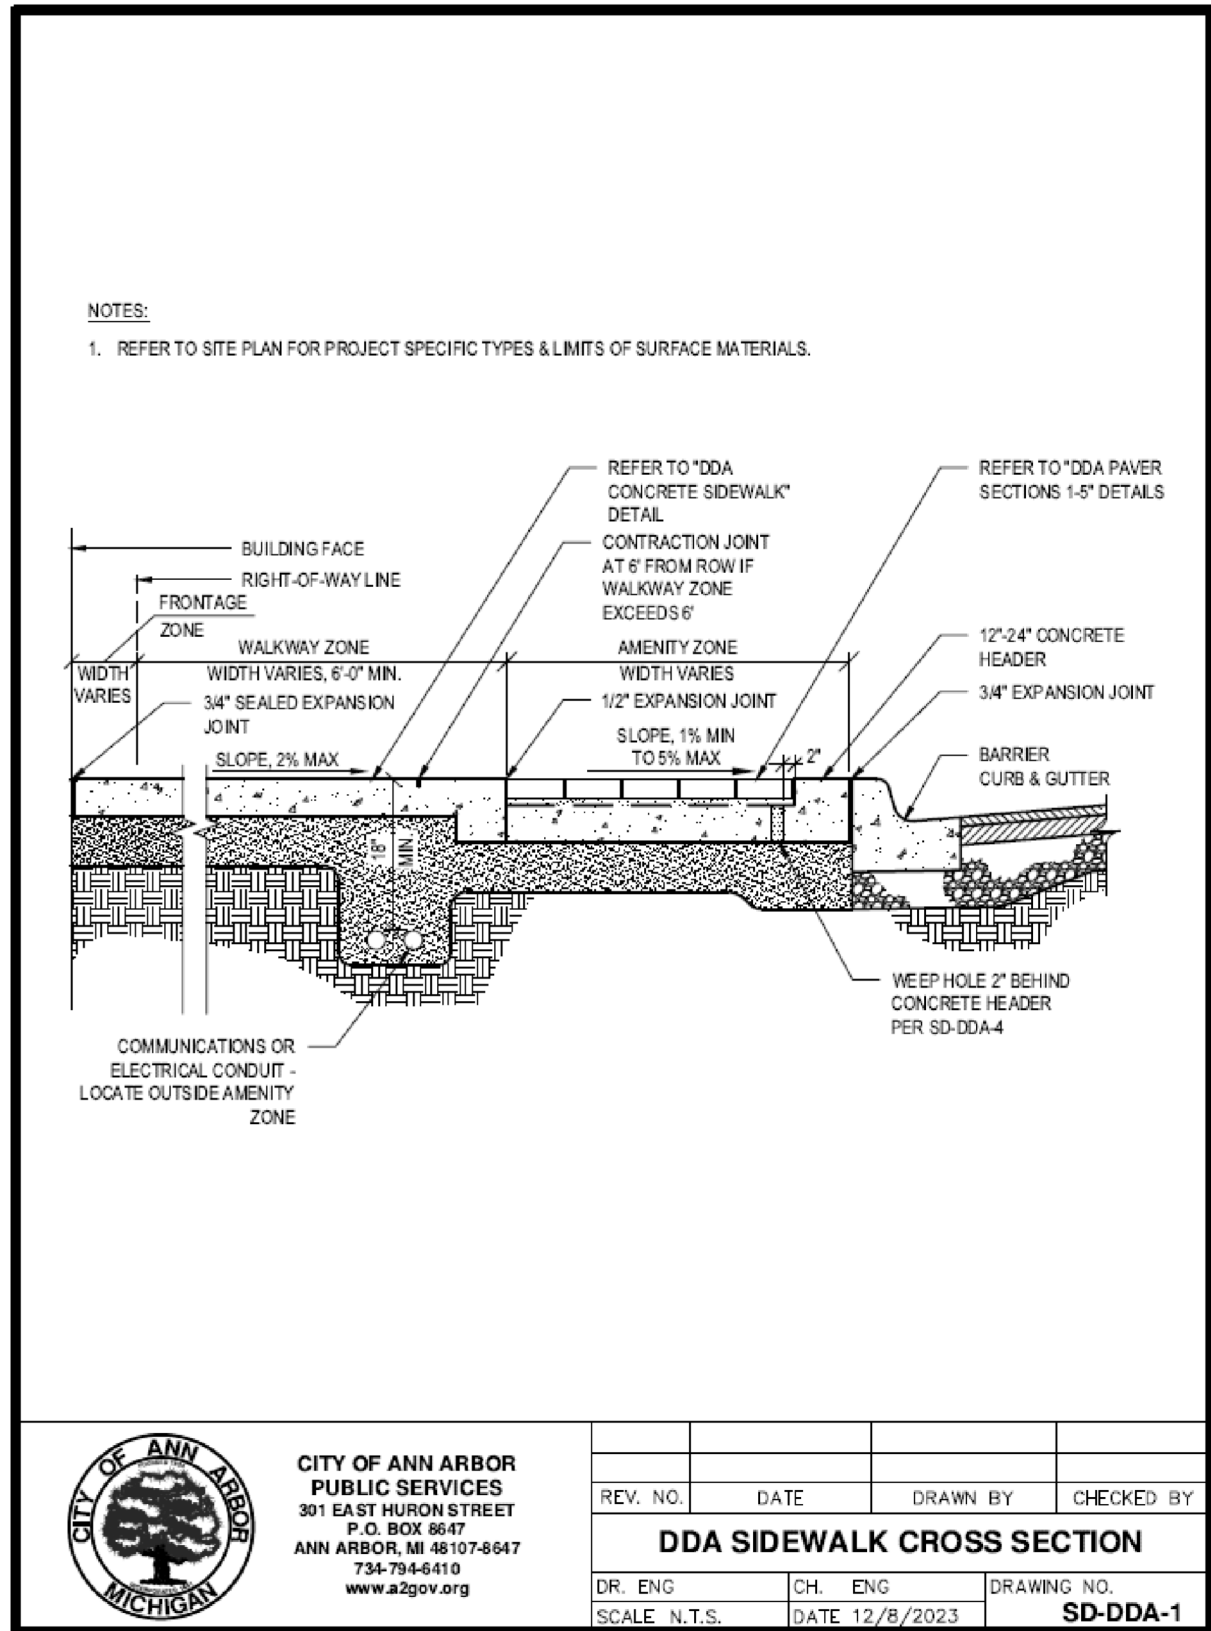 NOTES:
1. REFER TO SITE PLAN FOR PROJECT SPECIFIC TYPES & LIMITS OF SURFACE MATERIALS.
REFER TO "DDA
CONCRETE SIDEWALK"
DETAIL
REFER TO "DDA PAVER
SECTIONS 1-5" DETAILS
CONTRACTION JOINT
AT 6' FROM ROW IF
WALKWAY ZONE
EXCEEDS 6'
BUILDING FACE
RIGHT-OF-WAY LINE
FRONTAGE
ZONE
WALKWAY ZONE
WIDTH VARIES, 6'-0" MIN.
AMENITY ZONE
WIDTH VARIES
WIDTH
VARIES
12"-24" CONCRETE
HEADER
3/4" SEALED EXPANSION
JOINT
1/2" EXPANSION JOINT
3/4" EXPANSION JOINT
SLOPE, 2% MAX
SLOPE, 1% MIN
TO 5% MAX
2"
BARRIER
CURB & GUTTER
18"
MIN.
WEEP HOLE 2" BEHIND
CONCRETE HEADER
PER SD-DDA-4
COMMUNICATIONS OR
ELECTRICAL CONDUIT -
LOCATE OUTSIDE AMENITY
ZONE
CITY OF ANN ARBOR
MICHIGAN
CITY OF ANN ARBOR
PUBLIC SERVICES
301 EAST HURON STREET
P.O. BOX 8647
ANN ARBOR, MI 48107-8647
734-794-6410
www.a2gov.org
REV. NO. DATE DRAWN BY CHECKED BY
DDA SIDEWALK CROSS SECTION
DR. ENG CH. ENG DRAWING NO.
SCALE N.T.S. DATE 12/8/2023 SD-DDA-1